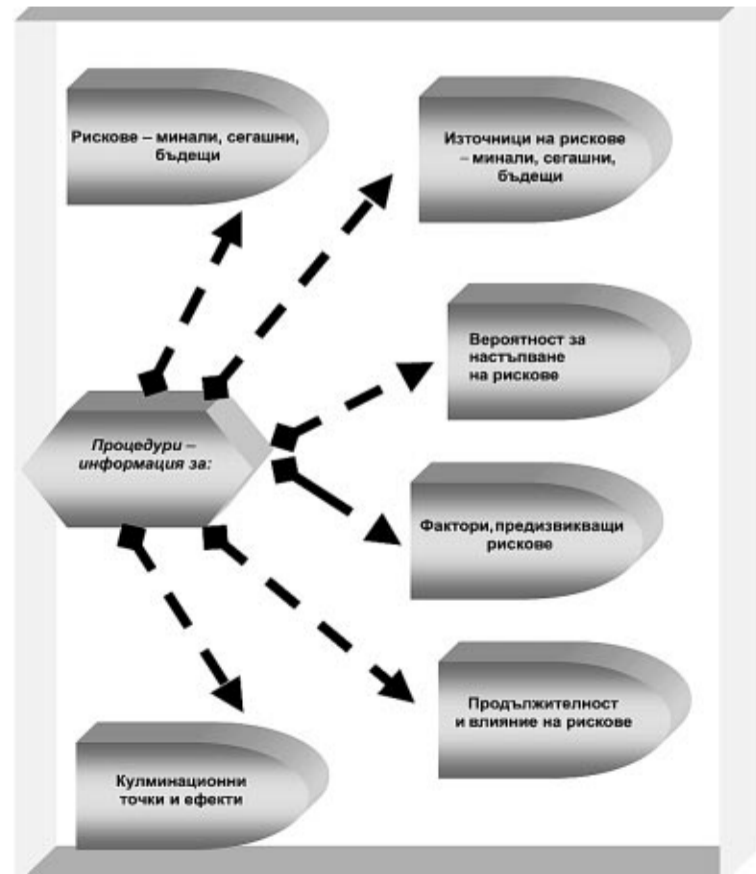 Рискове – минали, сегашни,
бъдещи
Източници на рискове
– минали, сегашни,
бъдещи
Вероятност за
настъпване
на рискове
Процедури –
информация за:
Фактори, предизвикващи
рискове
Продължителност
и влияние на рискове
Кулминационни
точки и ефекти